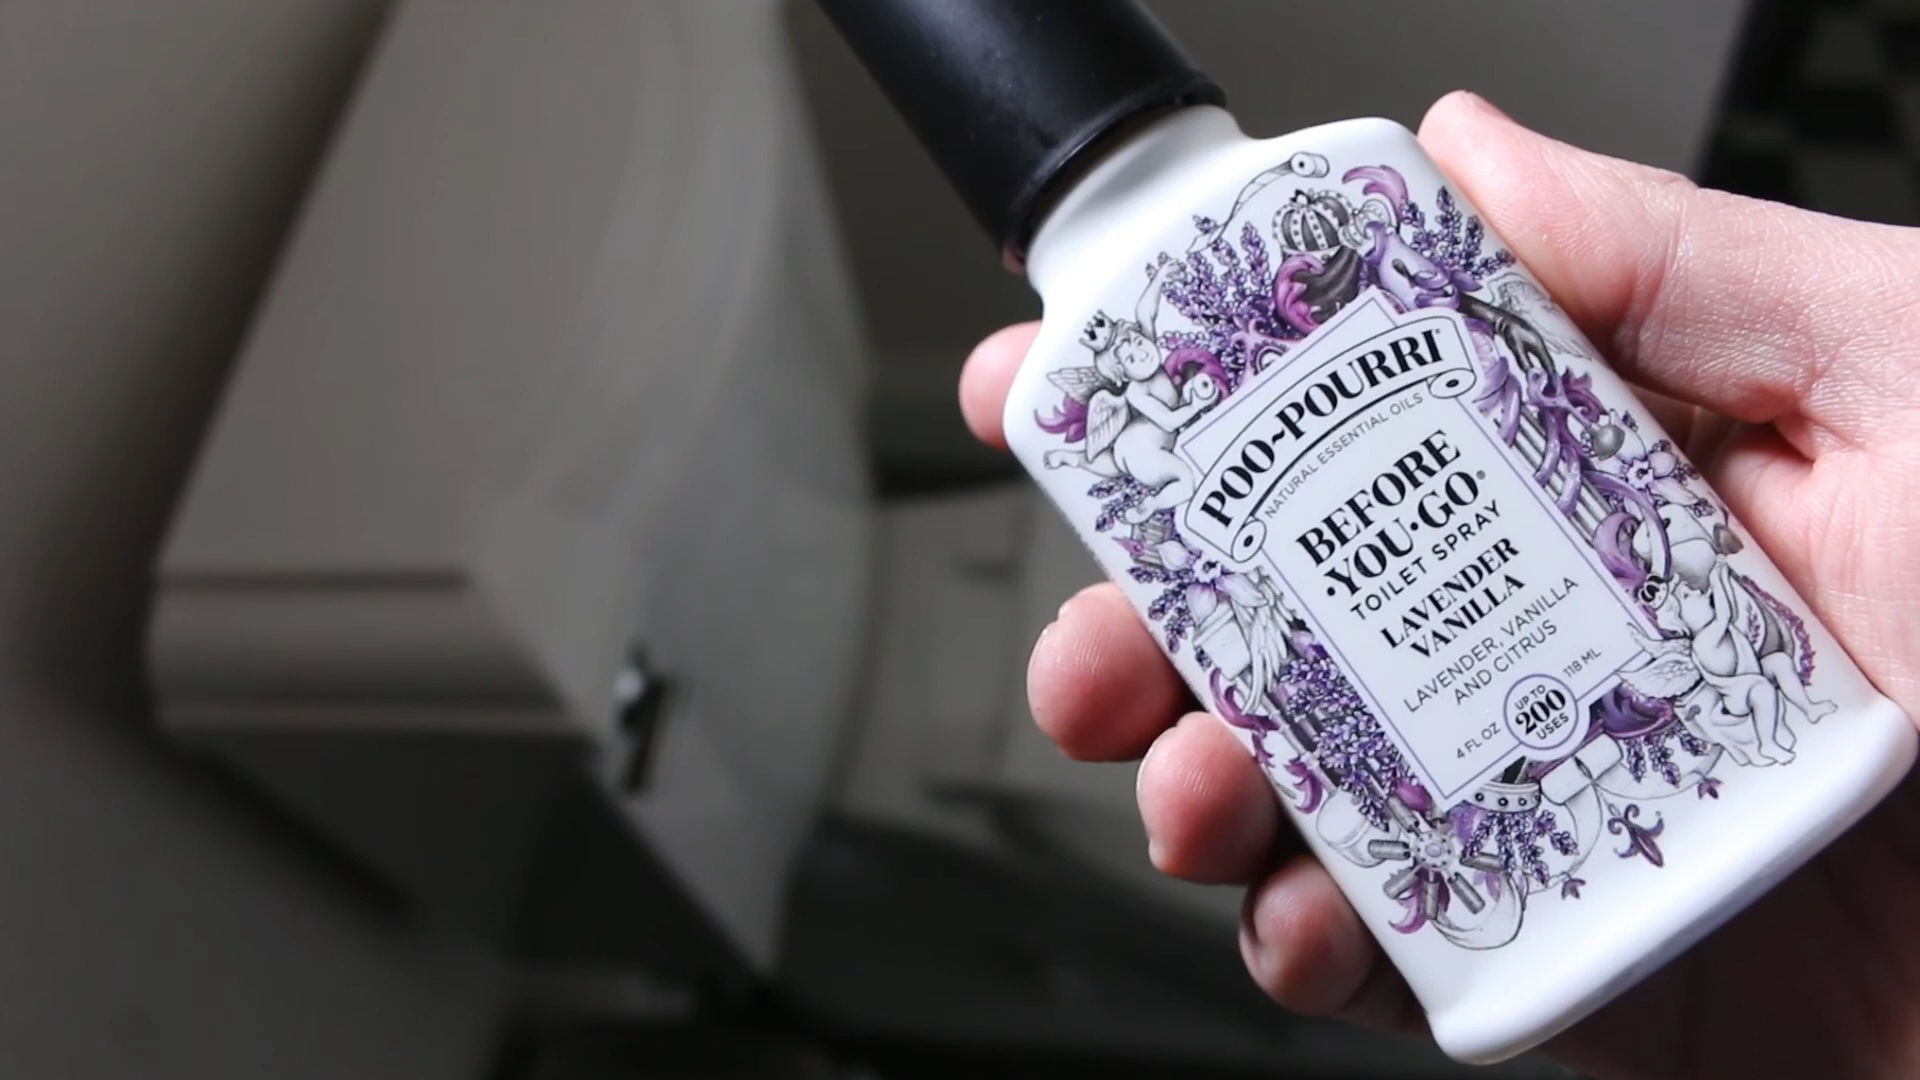 POO~POURRI
NATURAL ESSENTIAL OILS
BEFORE
·YOU·GO®
TOILET SPRAY
LAVENDER
VANILLA
LAVENDER, VANILLA
AND CITRUS
4 FL OZ
UP TO
200
USES
118 ML